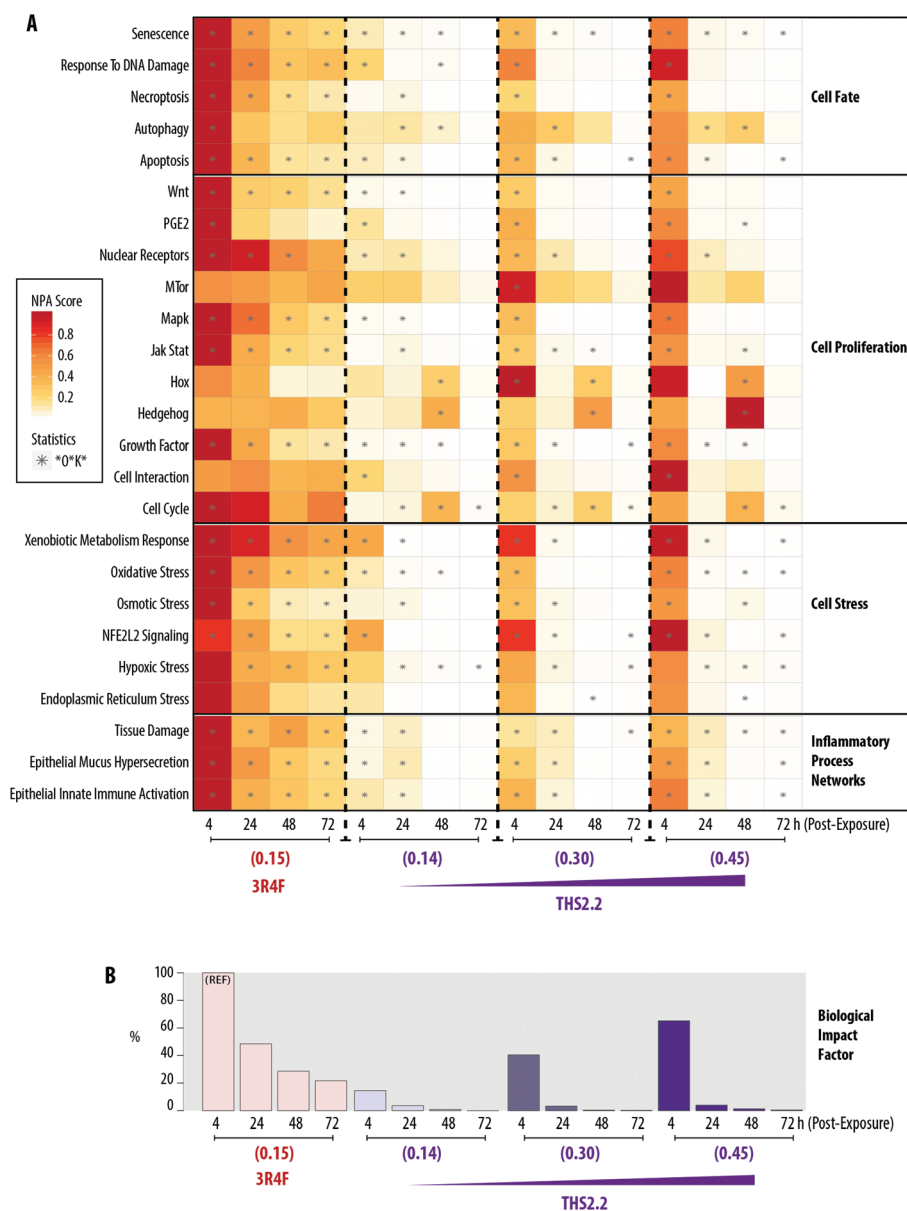 A
Senescence
Response To DNA Damage
Necroptosis
Autophagy
Apoptosis
Cell Fate
Wnt
PGE2
Nuclear Receptors
MTor
Mapk
Jak Stat
Hox
Hedgehog
Growth Factor
Cell Interaction
Cell Cycle
Cell Proliferation
NPA Score
0.8
0.6
0.4
0.2
Statistics
*O*K*
Xenobiotic Metabolism Response
Oxidative Stress
Osmotic Stress
NFE2L2 Signaling
Hypoxic Stress
Endoplasmic Reticulum Stress
Cell Stress
Tissue Damage
Epithelial Mucus Hypersecretion
Epithelial Innate Immune Activation
Inflammatory
Process
Networks
4 24 48 72 4 24 48 72 4 24 48 72 4 24 48 72 h (Post-Exposure)
(0.15) (0.14) (0.30) (0.45)
3R4F
THS2.2
B
100
80
60
40
20
0
%
(REF)
Biological
Impact
Factor
4 24 48 72 4 24 48 72 4 24 48 72 4 24 48 72 h (Post-Exposure)
(0.15) (0.14) (0.30) (0.45)
3R4F
THS2.2